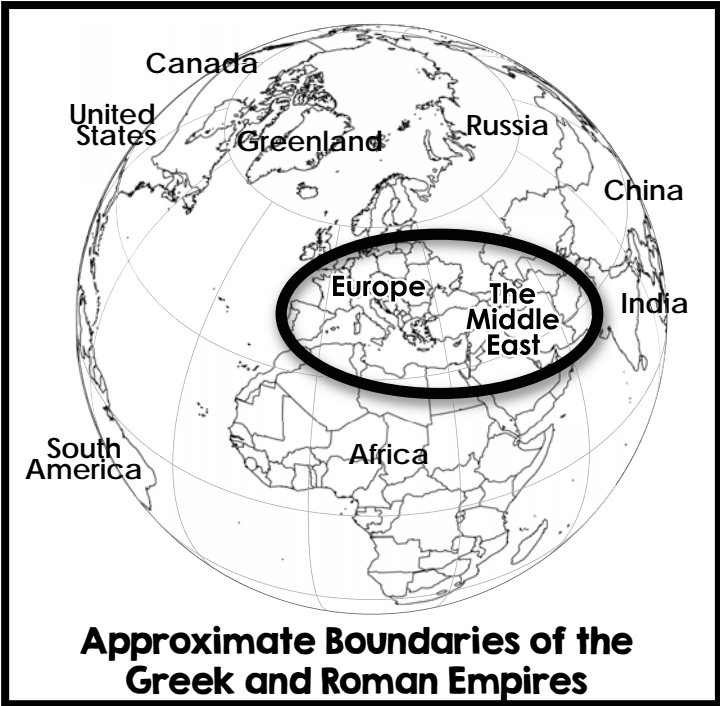 Canada
United
States
Greenland
Russia
China
Europe
The
Middle
East
India
South
America
Africa
Approximate Boundaries of the
Greek and Roman Empires